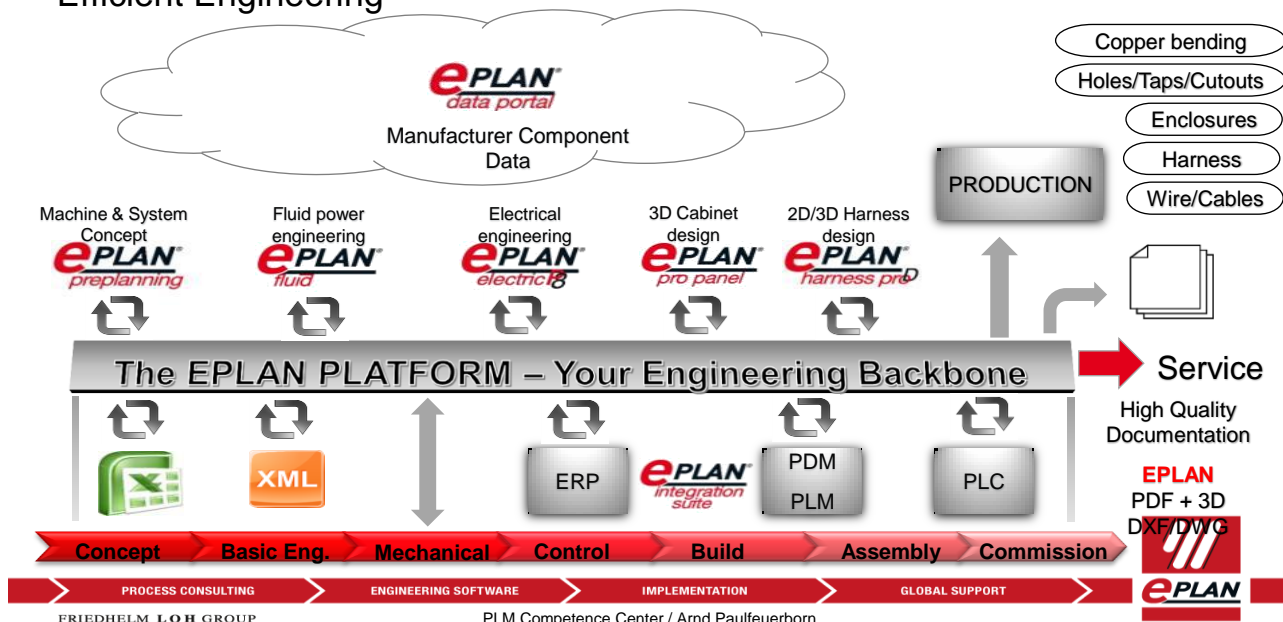 Efficient Engineering
ePLAN
data portal
Manufacturer Component
Data
Copper bending
Holes/Taps/Cutouts
Enclosures
Harness
Wire/Cables
PRODUCTION
Machine & System
Concept
ePLAN
preplanning
Fluid power
engineering
ePLAN
fluid
Electrical
engineering
ePLAN
electric P8
3D Cabinet
design
ePLAN
pro panel
2D/3D Harness
design
ePLAN
harness proD
The EPLAN PLATFORM – Your Engineering Backbone
Service
High Quality
Documentation
EPLAN
PDF + 3D
DXF/DWG
X
XML
ERP
ePLAN
integration
suite
PDM
PLM
PLC
Concept
Basic Eng.
Mechanical
Control
Build
Assembly
Commission
PROCESS CONSULTING
ENGINEERING SOFTWARE
IMPLEMENTATION
GLOBAL SUPPORT
ePLAN
FRIEDHELM LOH GROUP
PLM Competence Center / Arnd Paulfeuerborn